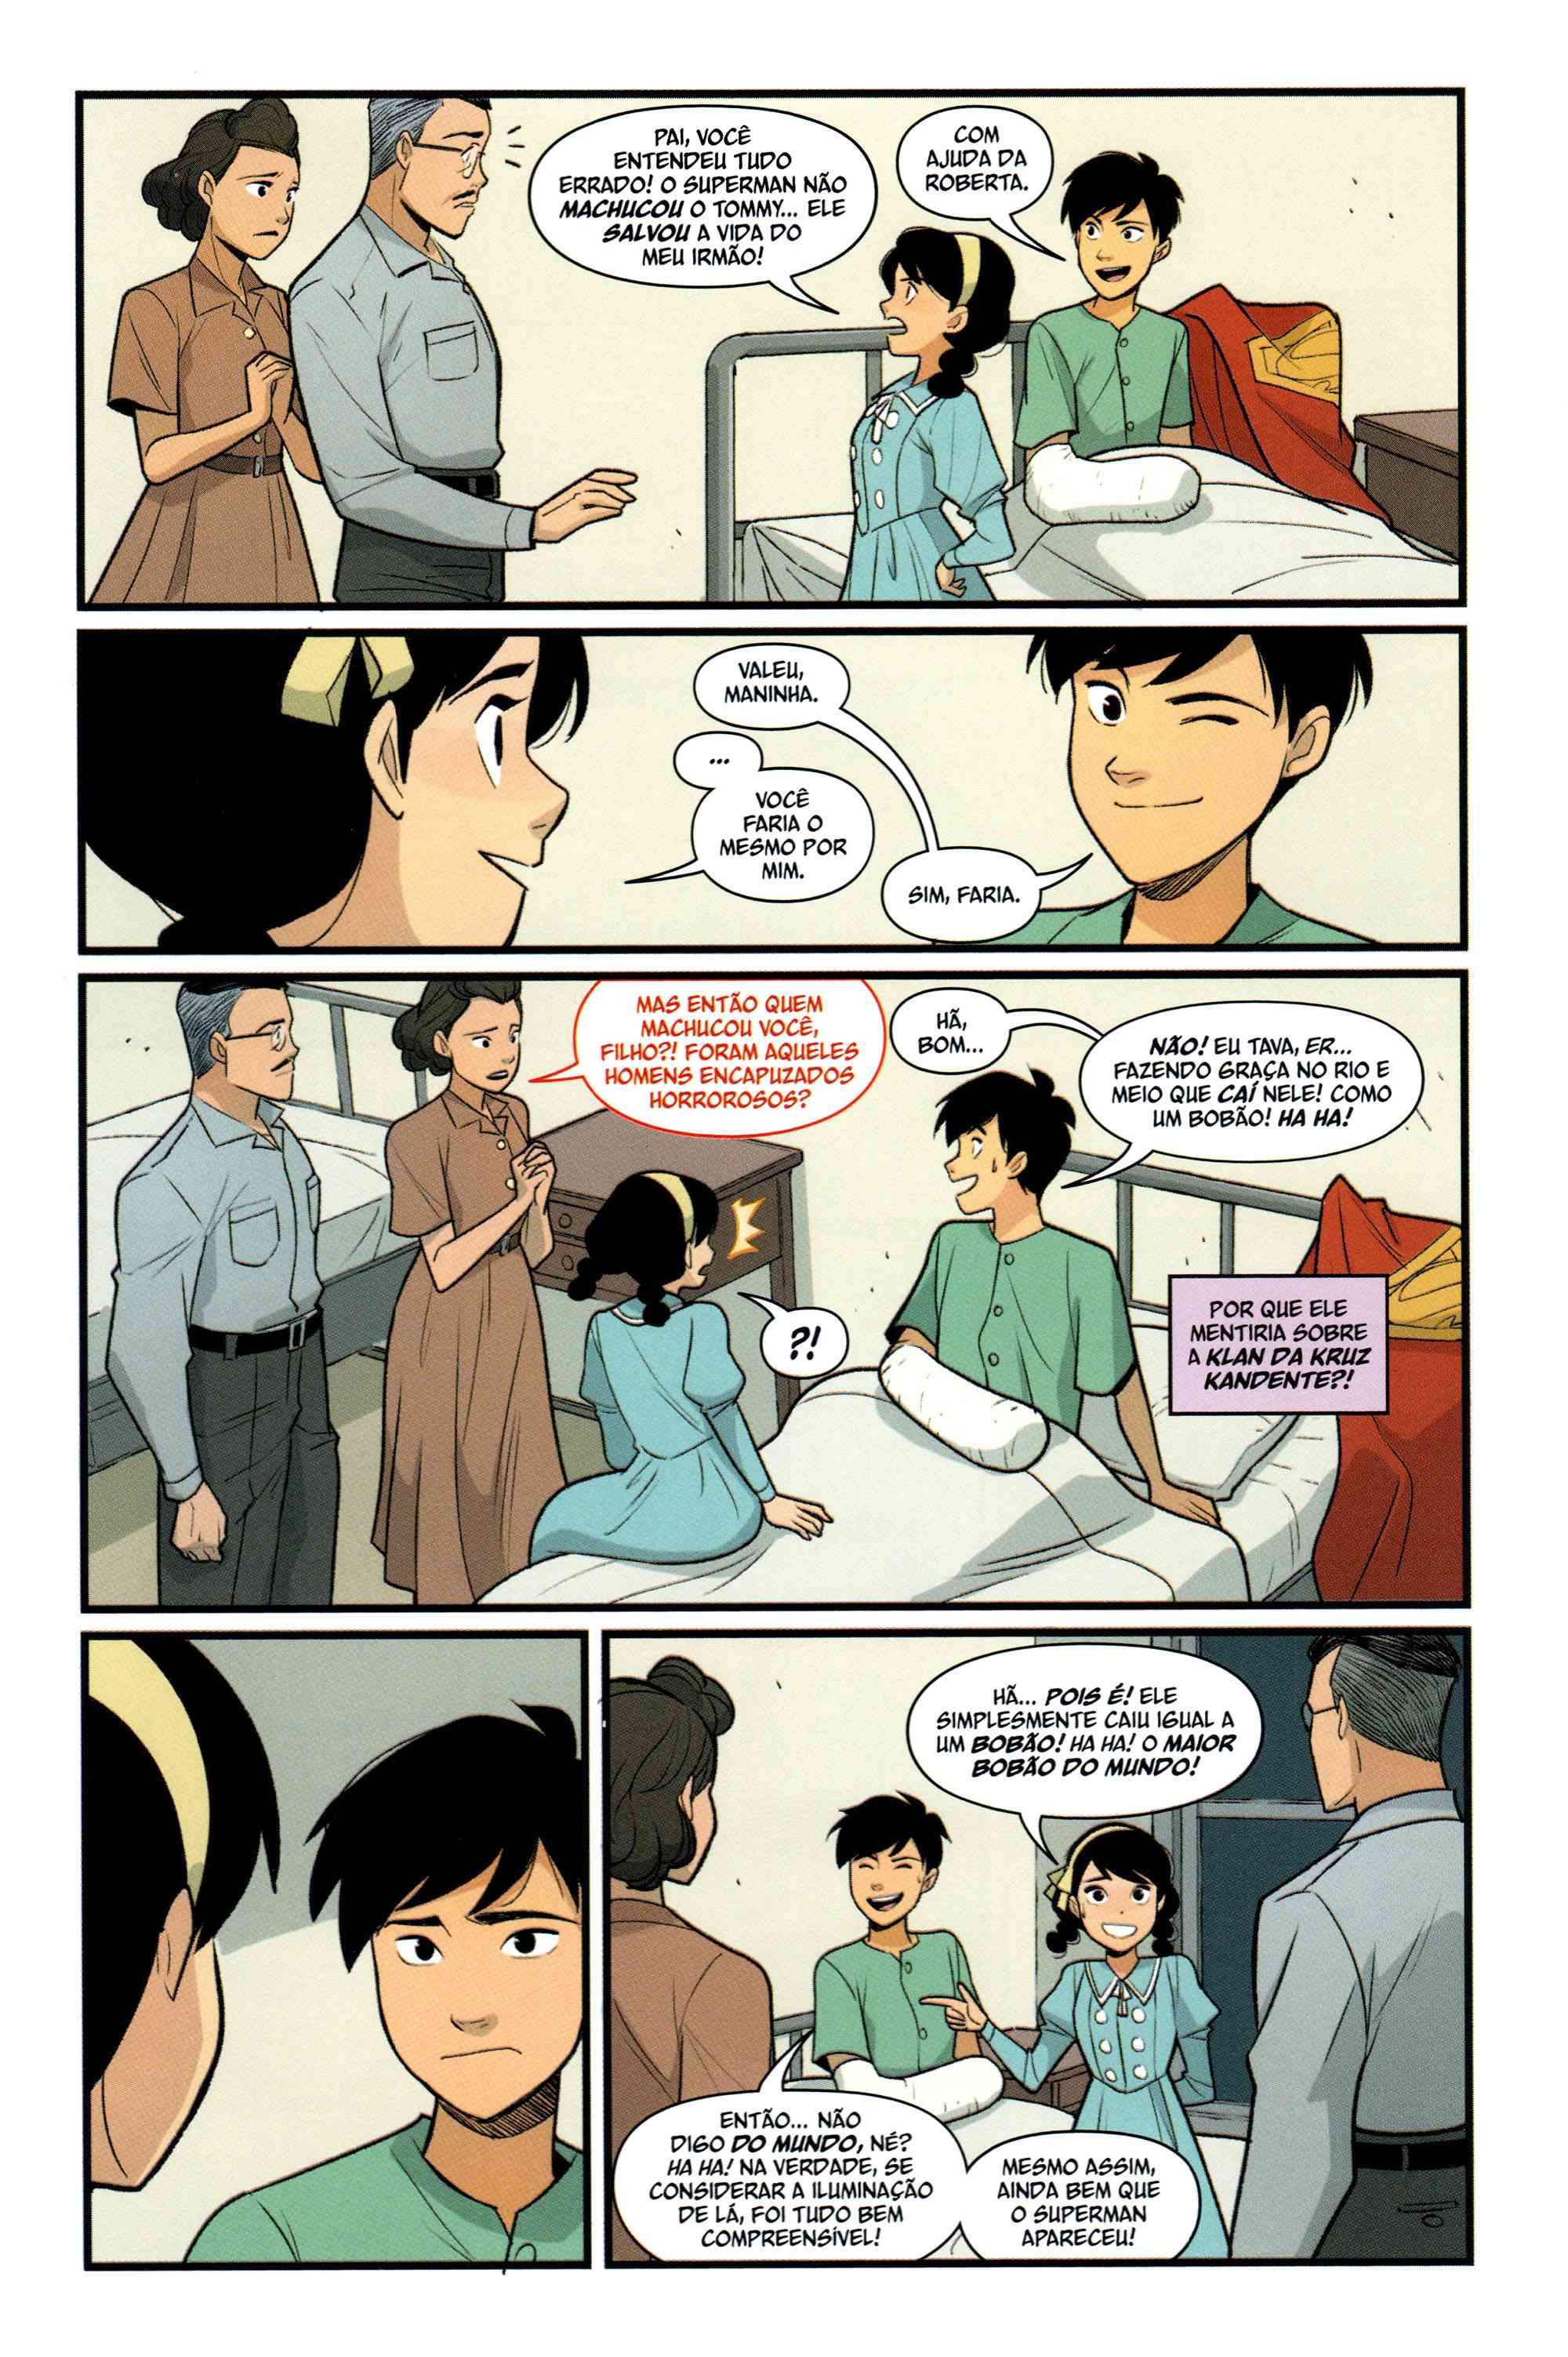 PAI, VOCÊ
ENTENDEU TUDO
ERRADO! O SUPERMAN NÃO
MACHUCOU O TOMMY... ELE
SALVOU A VIDA DO
MEU IRMÃO!
COM
AJUDA DA
ROBERTA.
VALEU,
MANINHA.
...
VOCÊ
FARIA O
MESMO POR
MIM.
SIM, FARIA.
MAS ENTÃO QUEM
MACHUCOU VOCÊ,
FILHO?! FORAM AQUELES
HOMENS ENCAPUZADOS
HORROROSOS?
HÃ,
BOM...
NÃO! EU TAVA, ER...
FAZENDO GRAÇA NO RIO E
MEIO QUE CAÍ NELE! COMO
UM BOBÃO! HA HA!
?!
POR QUE ELE
MENTIRIA SOBRE
A KLAN DA KRUZ
KANDENTE?!
HÃ... POIS É! ELE
SIMPLESMENTE CAIU IGUAL A
UM BOBÃO! HA HA! O MAIOR
BOBÃO DO MUNDO!
ENTÃO... NÃO
DIGO DO MUNDO, NÉ?
HA HA! NA VERDADE, SE
CONSIDERAR A ILUMINAÇÃO
DE LÁ, FOI TUDO BEM
COMPREENSÍVEL!
MESMO ASSIM,
AINDA BEM QUE
O SUPERMAN
APARECEU!